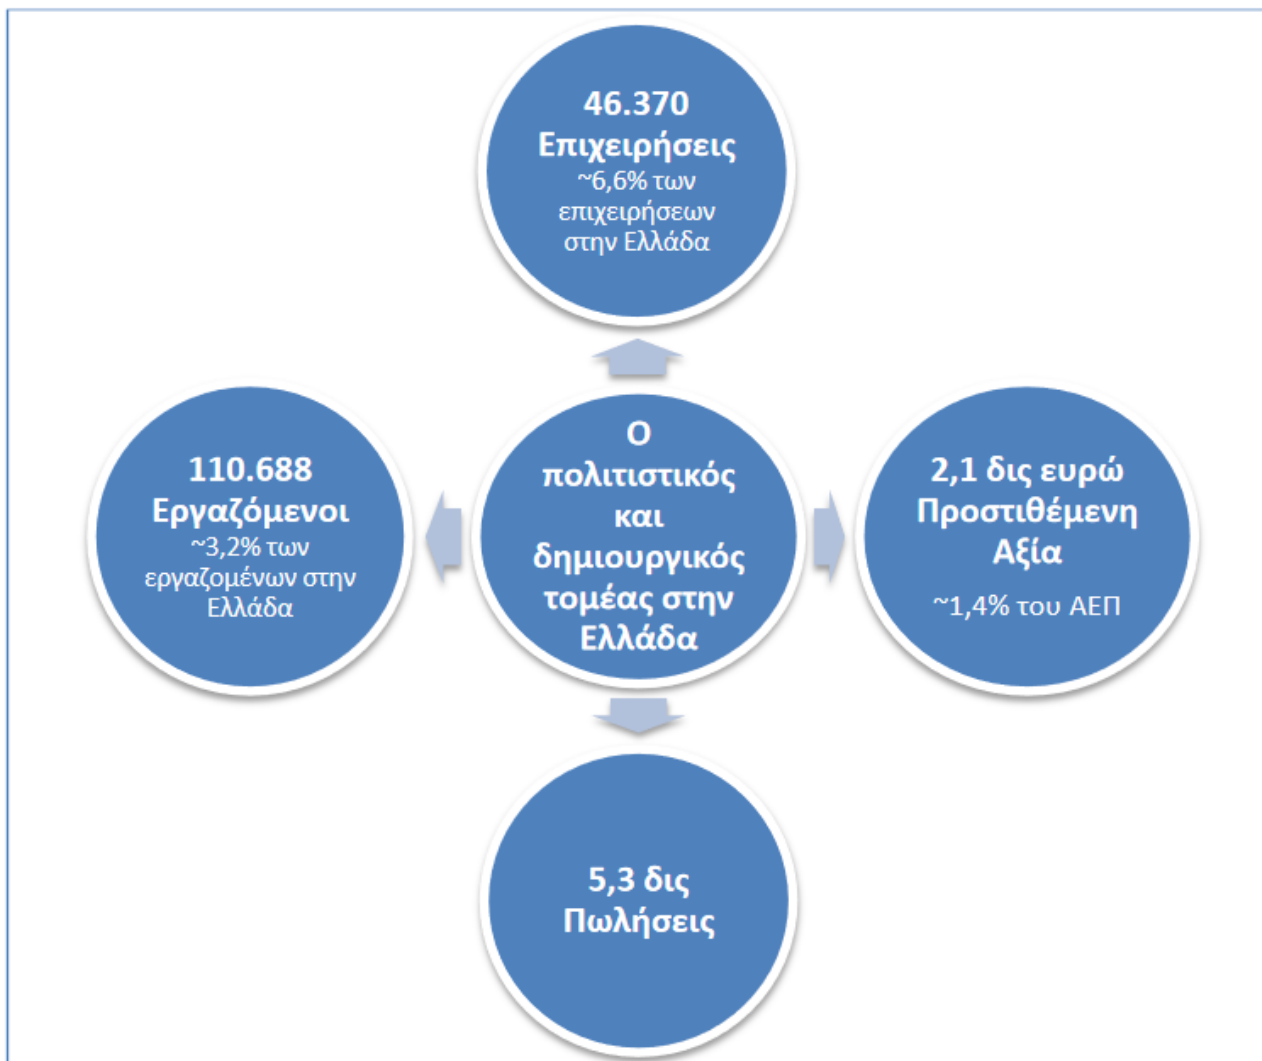 46.370
Επιχειρήσεις
~6,6% των
επιχειρήσεων
στην Ελλάδα
110.688
Εργαζόμενοι
~3,2% των
εργαζομένων στην
Ελλάδα
Ο
πολιτιστικός
και
δημιουργικός
τομέας στην
Ελλάδα
2,1 δις ευρώ
Προστιθέμενη
Αξία
~1,4% του ΑΕΠ
5,3 δις
Πωλήσεις